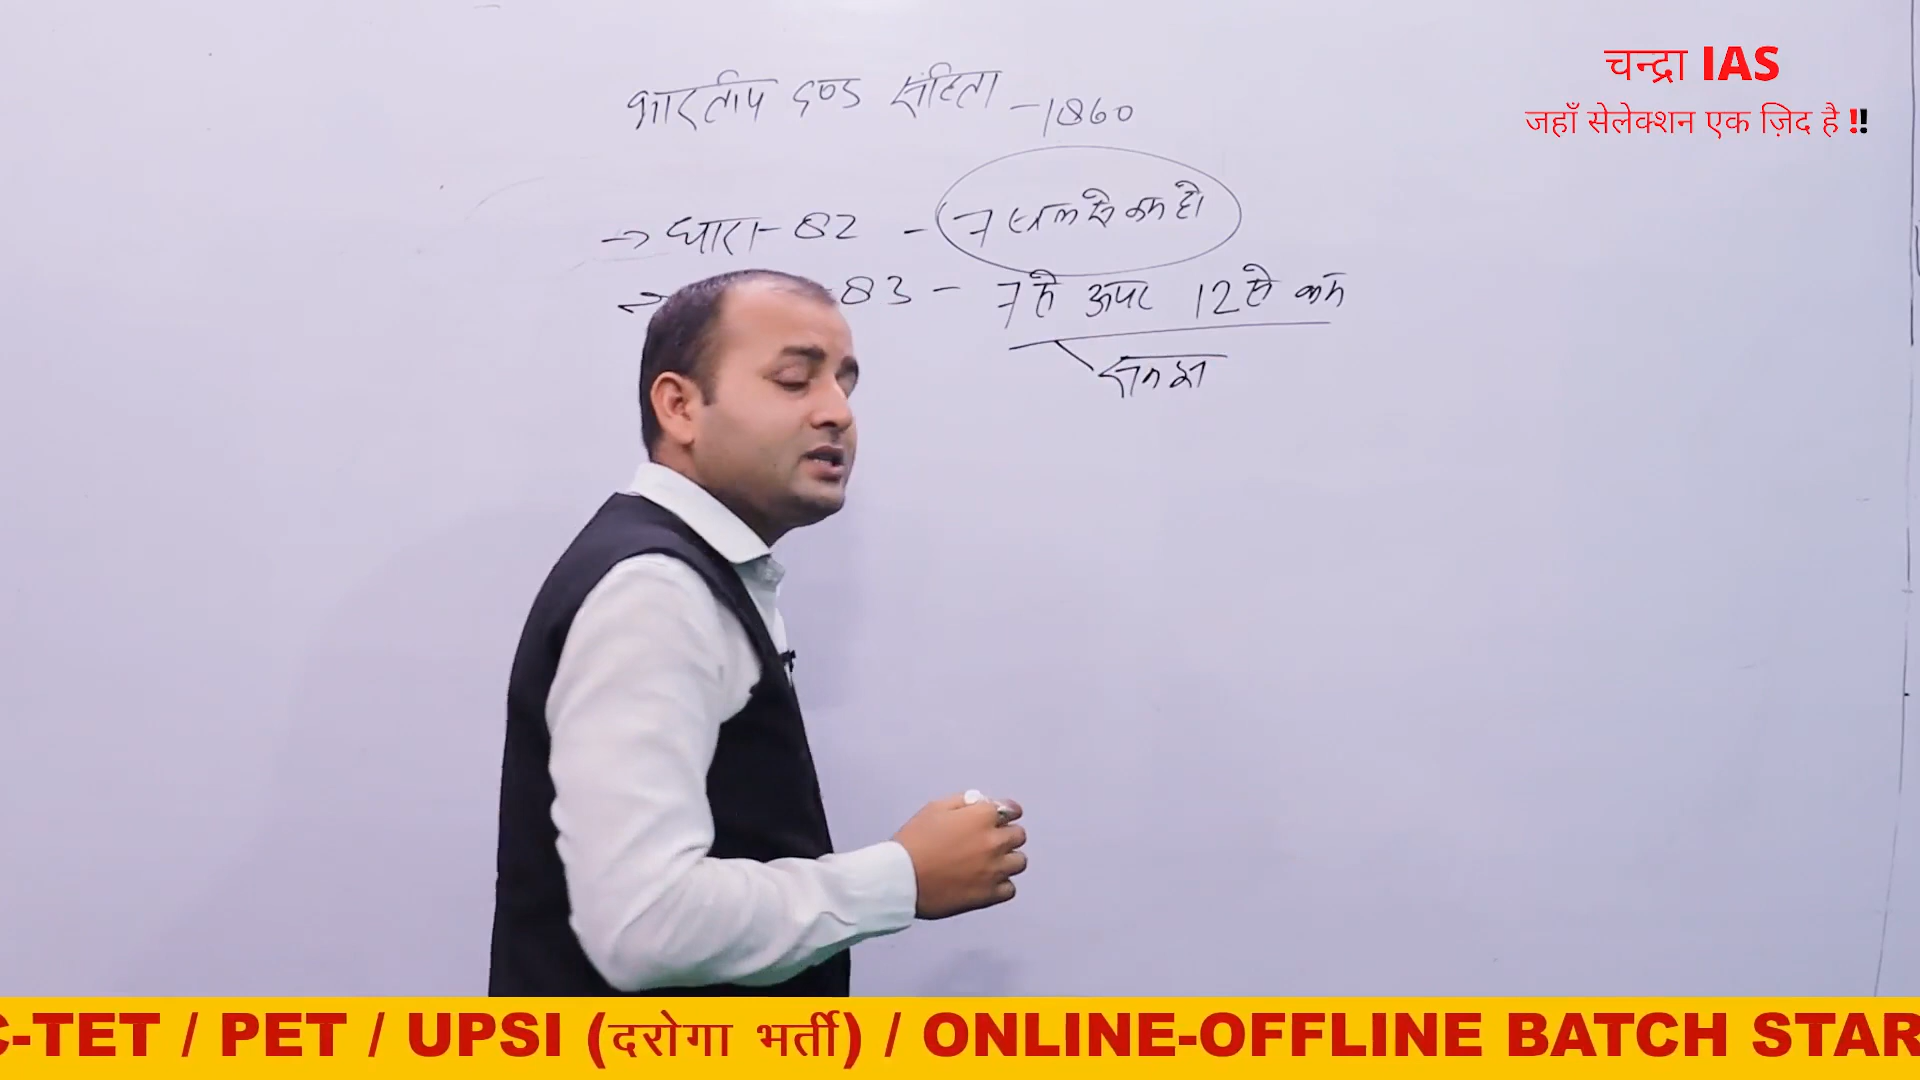 चन्द्रा IAS
जहाँ सेलेक्शन एक ज़िद है !!
भारतीय दण्ड संहिता -1860
→ धारा-82 - 7 साल से कम हो
→ -83 - 7 से ऊपर 12 से कम
समझ
C-TET / PET / UPSI (दरोगा भर्ती) / ONLINE-OFFLINE BATCH STAR